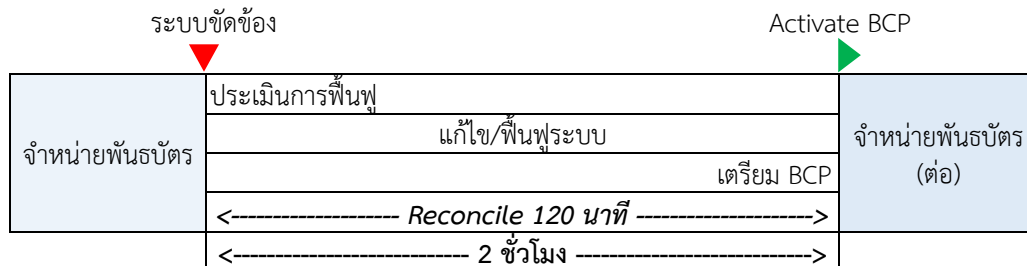 ระบบขัดข้อง
Activate BCP
จำหน่ายพันธบัตร
ประเมินการฟื้นฟู
แก้ไข/ฟื้นฟูระบบ
เตรียม BCP
<-------------------- Reconcile 120 นาที --------------------->
<--------------------------- 2 ชั่วโมง --------------------------->
จำหน่ายพันธบัตร
(ต่อ)